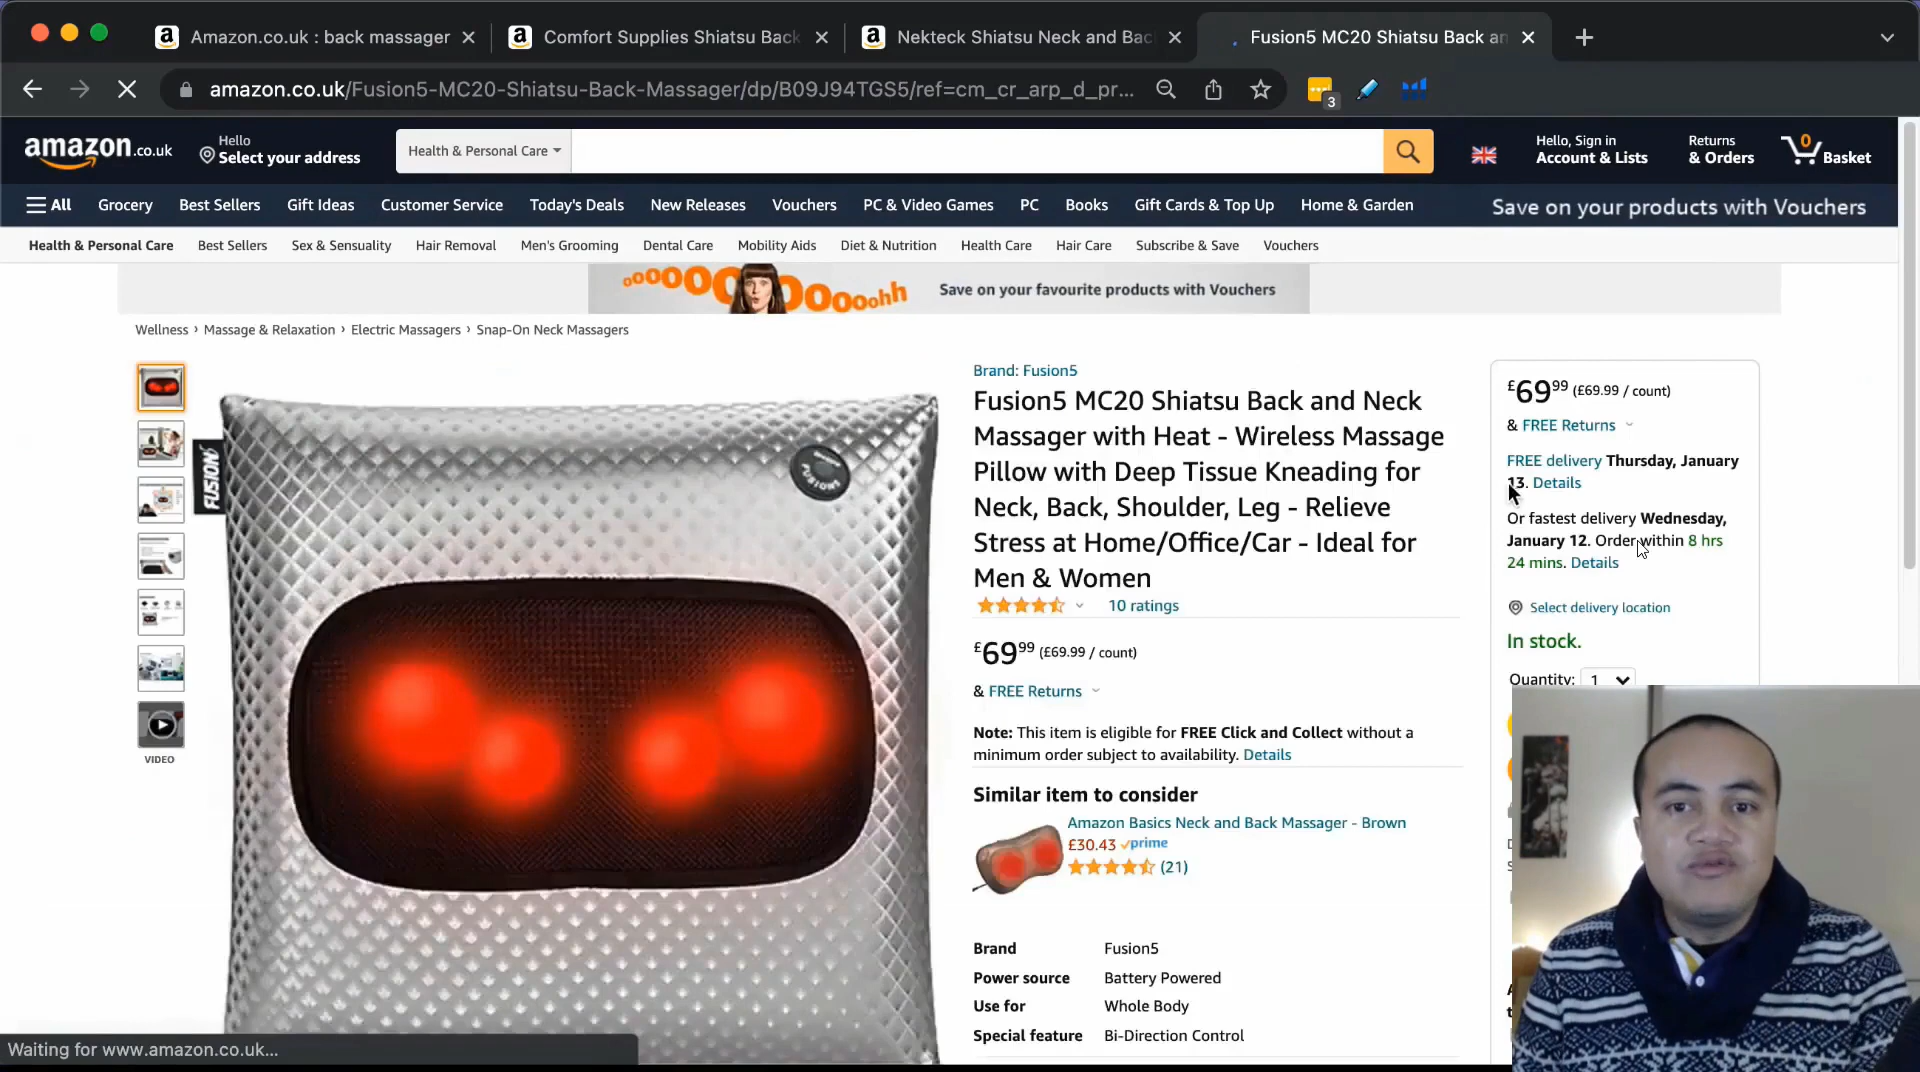 Amazon.co.uk : back massager
Comfort Supplies Shiatsu Back
Nekteck Shiatsu Neck and Bac
Fusion5 MC20 Shiatsu Back an
amazon.co.uk/Fusion5-MC20-Shiatsu-Back-Massager/dp/B09J94TGS5/ref=cm_cr_arp_d_pr...
3
amazon.co.uk
Hello
Select your address
Health & Personal Care
Hello, Sign in
Account & Lists
Returns
& Orders
0
Basket
All Grocery Best Sellers Gift Ideas Customer Service Today's Deals New Releases Vouchers PC & Video Games PC Books Gift Cards & Top Up Home & Garden
Save on your products with Vouchers
Health & Personal Care Best Sellers Sex & Sensuality Hair Removal Men's Grooming Dental Care Mobility Aids Diet & Nutrition Health Care Hair Care Subscribe & Save Vouchers
Save on your favourite products with Vouchers
Wellness › Massage & Relaxation › Electric Massagers › Snap-On Neck Massagers
VIDEO
FUSION5
Brand: Fusion5
Fusion5 MC20 Shiatsu Back and Neck
Massager with Heat - Wireless Massage
Pillow with Deep Tissue Kneading for
Neck, Back, Shoulder, Leg - Relieve
Stress at Home/Office/Car - Ideal for
Men & Women
10 ratings
£69.99 (£69.99 / count)
& FREE Returns
Note: This item is eligible for FREE Click and Collect without a
minimum order subject to availability. Details
Similar item to consider
Amazon Basics Neck and Back Massager - Brown
£30.43 prime
(21)
Brand Fusion5
Power source Battery Powered
Use for Whole Body
Special feature Bi-Direction Control
£69.99 (£69.99 / count)
& FREE Returns
FREE delivery Thursday, January
13. Details
Or fastest delivery Wednesday,
January 12. Order within 8 hrs
24 mins. Details
Select delivery location
In stock.
Quantity: 1
Waiting for www.amazon.co.uk...